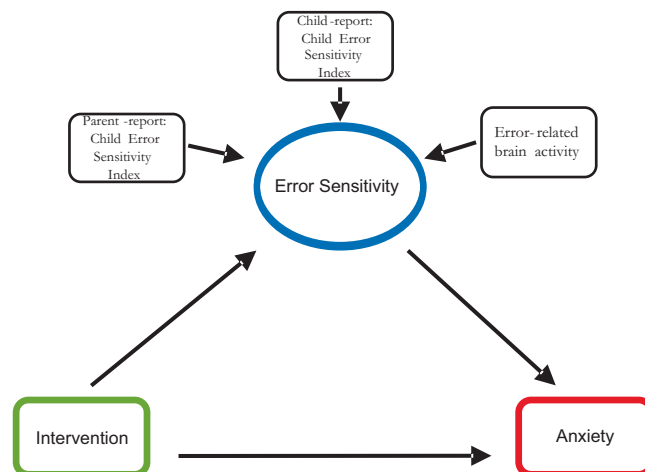 Child -report:
Child Error
Sensitivity
Index
Parent -report:
Child Error
Sensitivity
Index
Error- related
brain activity
Error Sensitivity
Intervention
Anxiety